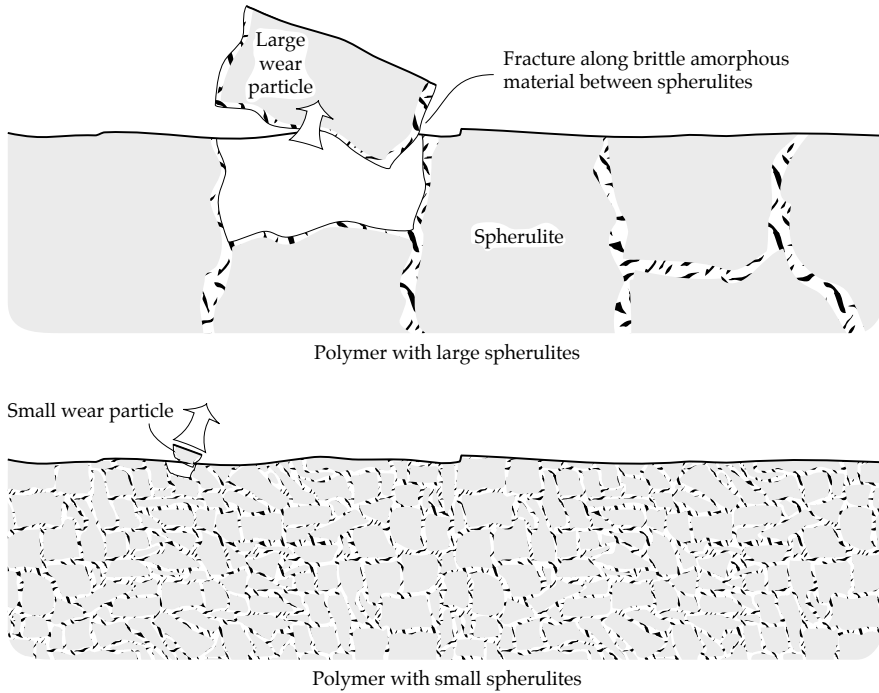 Large
wear
particle
Fracture along brittle amorphous
material between spherulites
Spherulite
Polymer with large spherulites
Small wear particle
Polymer with small spherulites